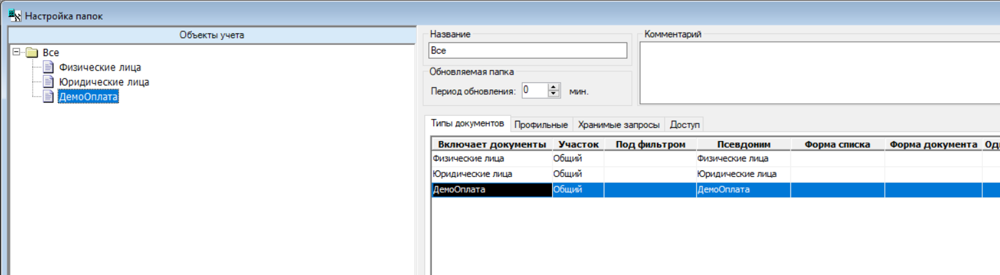 Настройка папок
Объекты учета
Все
Физические лица
Юридические лица
ДемоОплата
Название
Все
Комментарий
Обновляемая папка
Период обновления: 0 мин.
Типы документов Профильные Хранимые запросы Доступ
Включает документы Участок Под фильтром Псевдоним Форма списка Форма документа
Физические лица Общий Физические лица
Юридические лица Общий Юридические лица
ДемоОплата Общий ДемоОплата